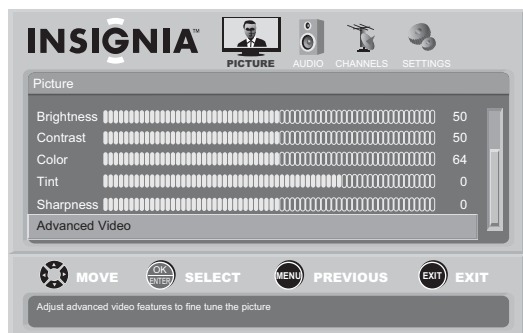 INSIGNIA™
PICTURE AUDIO CHANNELS SETTINGS
Picture
Brightness 50
Contrast 50
Color 64
Tint 0
Sharpness 0
Advanced Video
MOVE OK ENTER SELECT MENU PREVIOUS EXIT EXIT
Adjust advanced video features to fine tune the picture